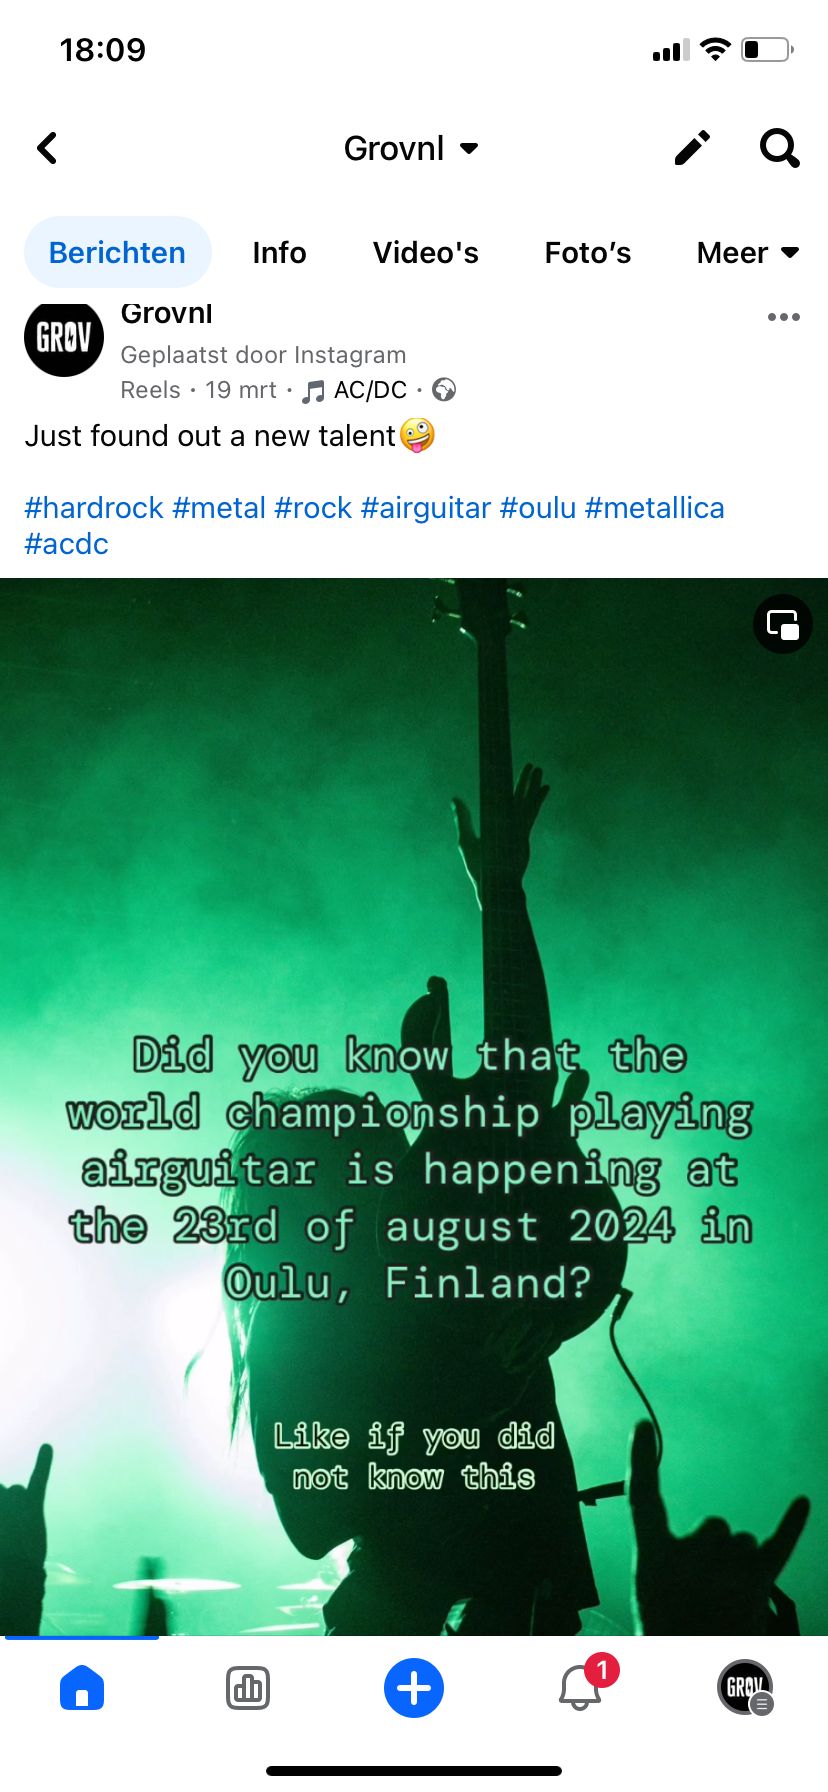 18:09
Grovnl
Berichten Info Video's Foto's Meer
GRØV
Grovnl
Geplaatst door Instagram
Reels · 19 mrt · AC/DC ·
Just found out a new talent🤪
#hardrock #metal #rock #airguitar #oulu #metallica
#acdc
Did you know that the
world championship playing
airguitar is happening at
the 23rd of august 2024 in
Oulu, Finland?
Like if you did
not know this
1
GRØV